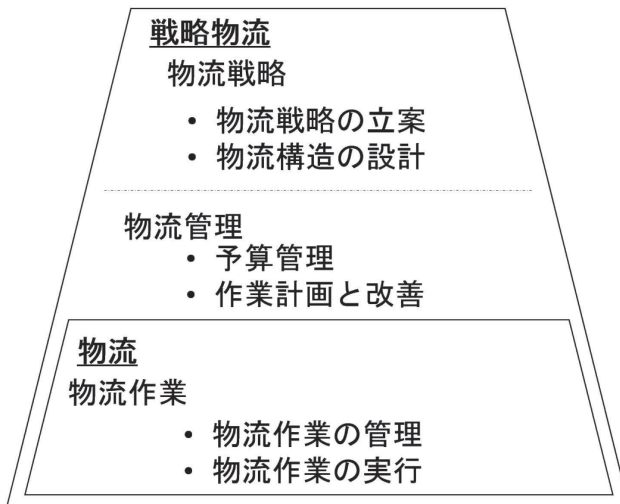 戦略物流
物流戦略
• 物流戦略の立案
• 物流構造の設計
物流管理
• 予算管理
• 作業計画と改善
物流
物流作業
• 物流作業の管理
• 物流作業の実行